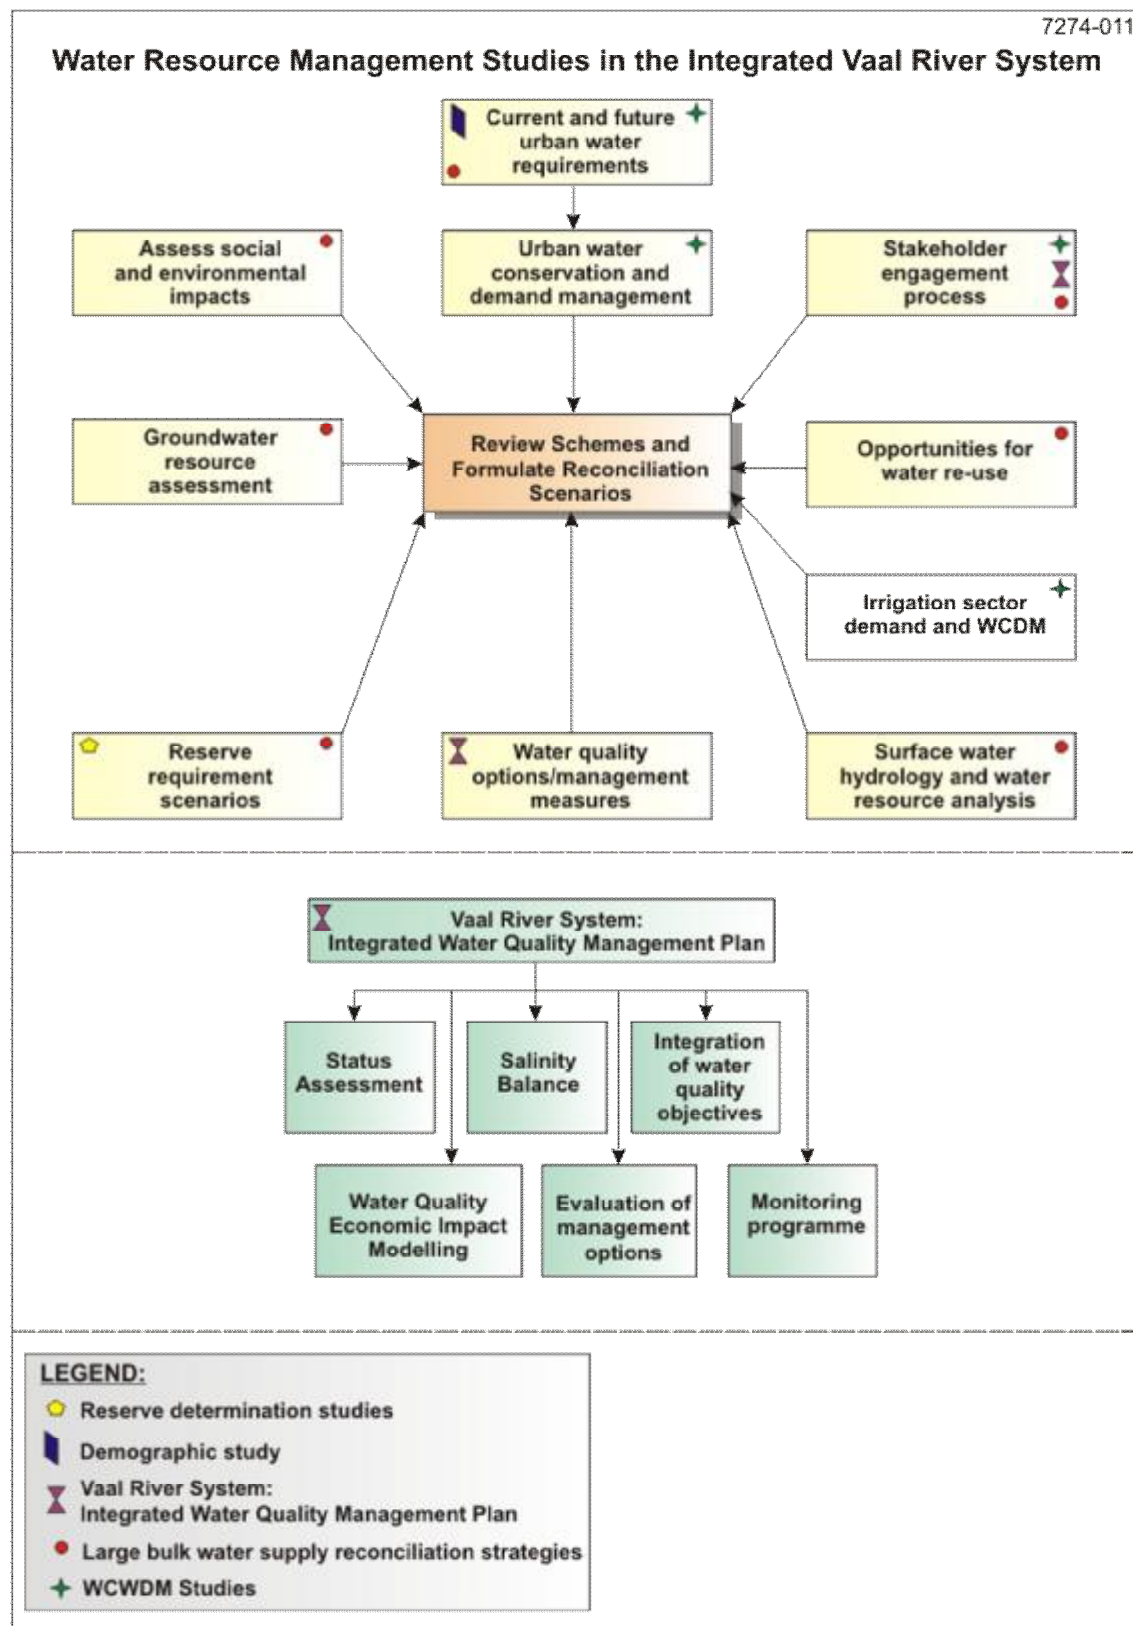 7274-011
Water Resource Management Studies in the Integrated Vaal River System
Current and future
urban water
requirements
Assess social
and environmental
impacts
Urban water
conservation and
demand management
Stakeholder
engagement
process
Groundwater
resource
assessment
Review Schemes and
Formulate Reconciliation
Scenarios
Opportunities for
water re-use
Irrigation sector
demand and WCDM
Reserve
requirement
scenarios
Water quality
options/management
measures
Surface water
hydrology and water
resource analysis
Vaal River System:
Integrated Water Quality Management Plan
Status
Assessment
Salinity
Balance
Integration
of water
quality
objectives
Water Quality
Economic Impact
Modelling
Evaluation of
management
options
Monitoring
programme
LEGEND:
Reserve determination studies
Demographic study
Vaal River System:
Integrated Water Quality Management Plan
Large bulk water supply reconciliation strategies
WCWDM Studies